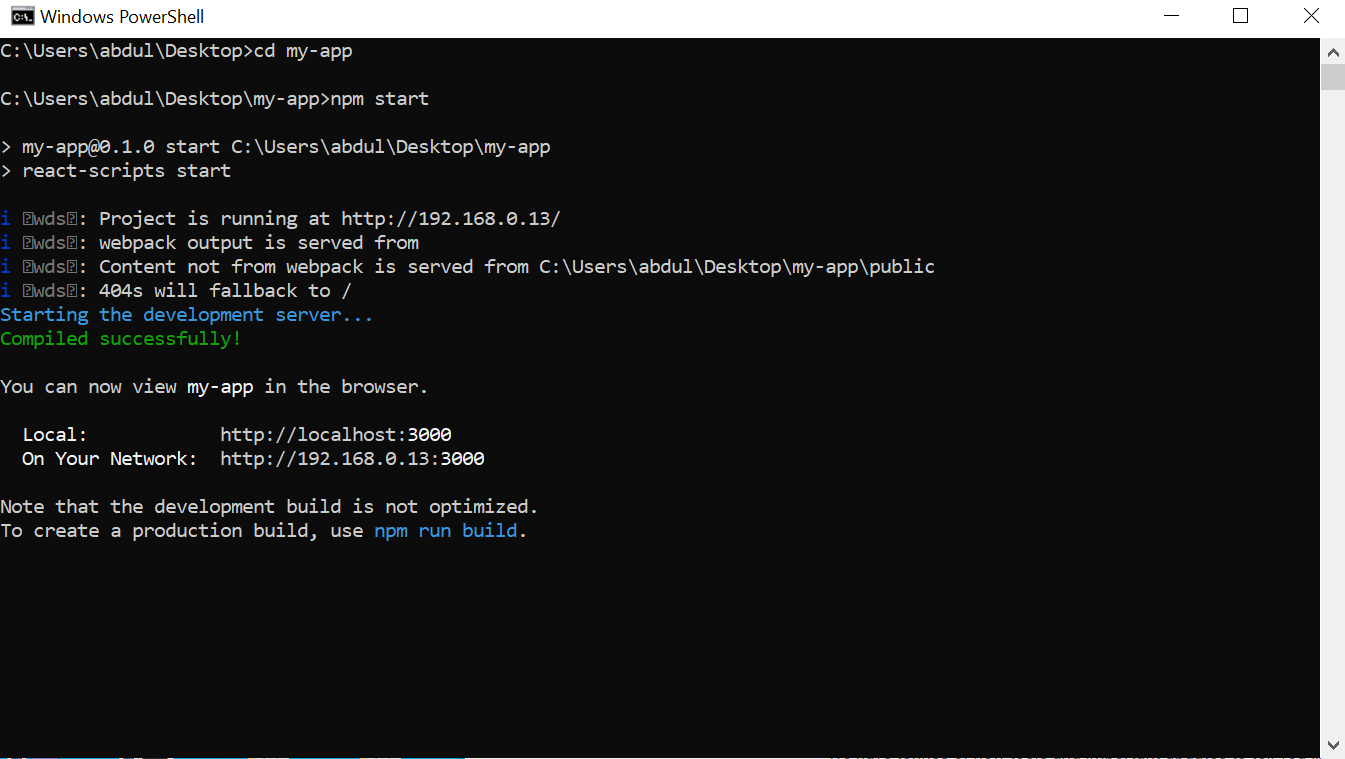 Windows PowerShell
C:\Users\abdul\Desktop>cd my-app
C:\Users\abdul\Desktop\my-app>npm start
> my-app@0.1.0 start C:\Users\abdul\Desktop\my-app
> react-scripts start
i ⍰wds⍰: Project is running at http://192.168.0.13/
i ⍰wds⍰: webpack output is served from
i ⍰wds⍰: Content not from webpack is served from C:\Users\abdul\Desktop\my-app\public
i ⍰wds⍰: 404s will fallback to /
Starting the development server...
Compiled successfully!
You can now view my-app in the browser.
Local: http://localhost:3000
On Your Network: http://192.168.0.13:3000
Note that the development build is not optimized.
To create a production build, use npm run build.